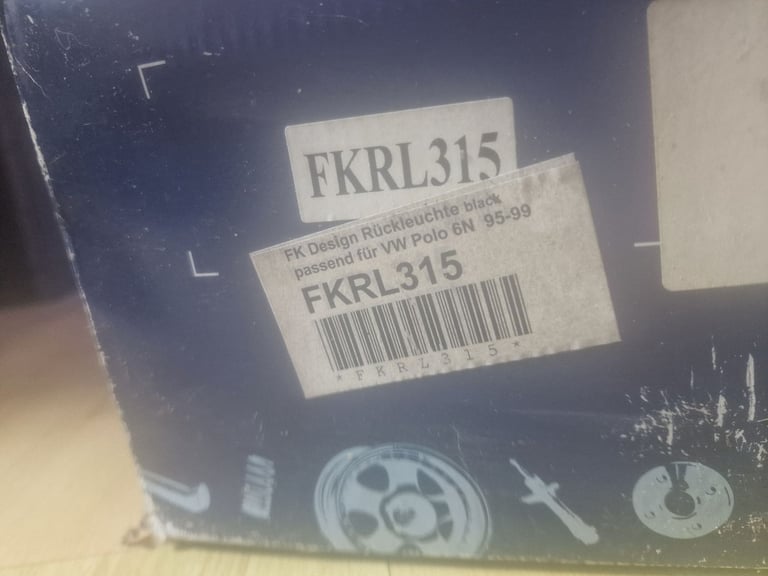 FKRL315
FK Design Rückleuchte black
passend für VW Polo 6N 95-99
FKRL315
*FKRL315*